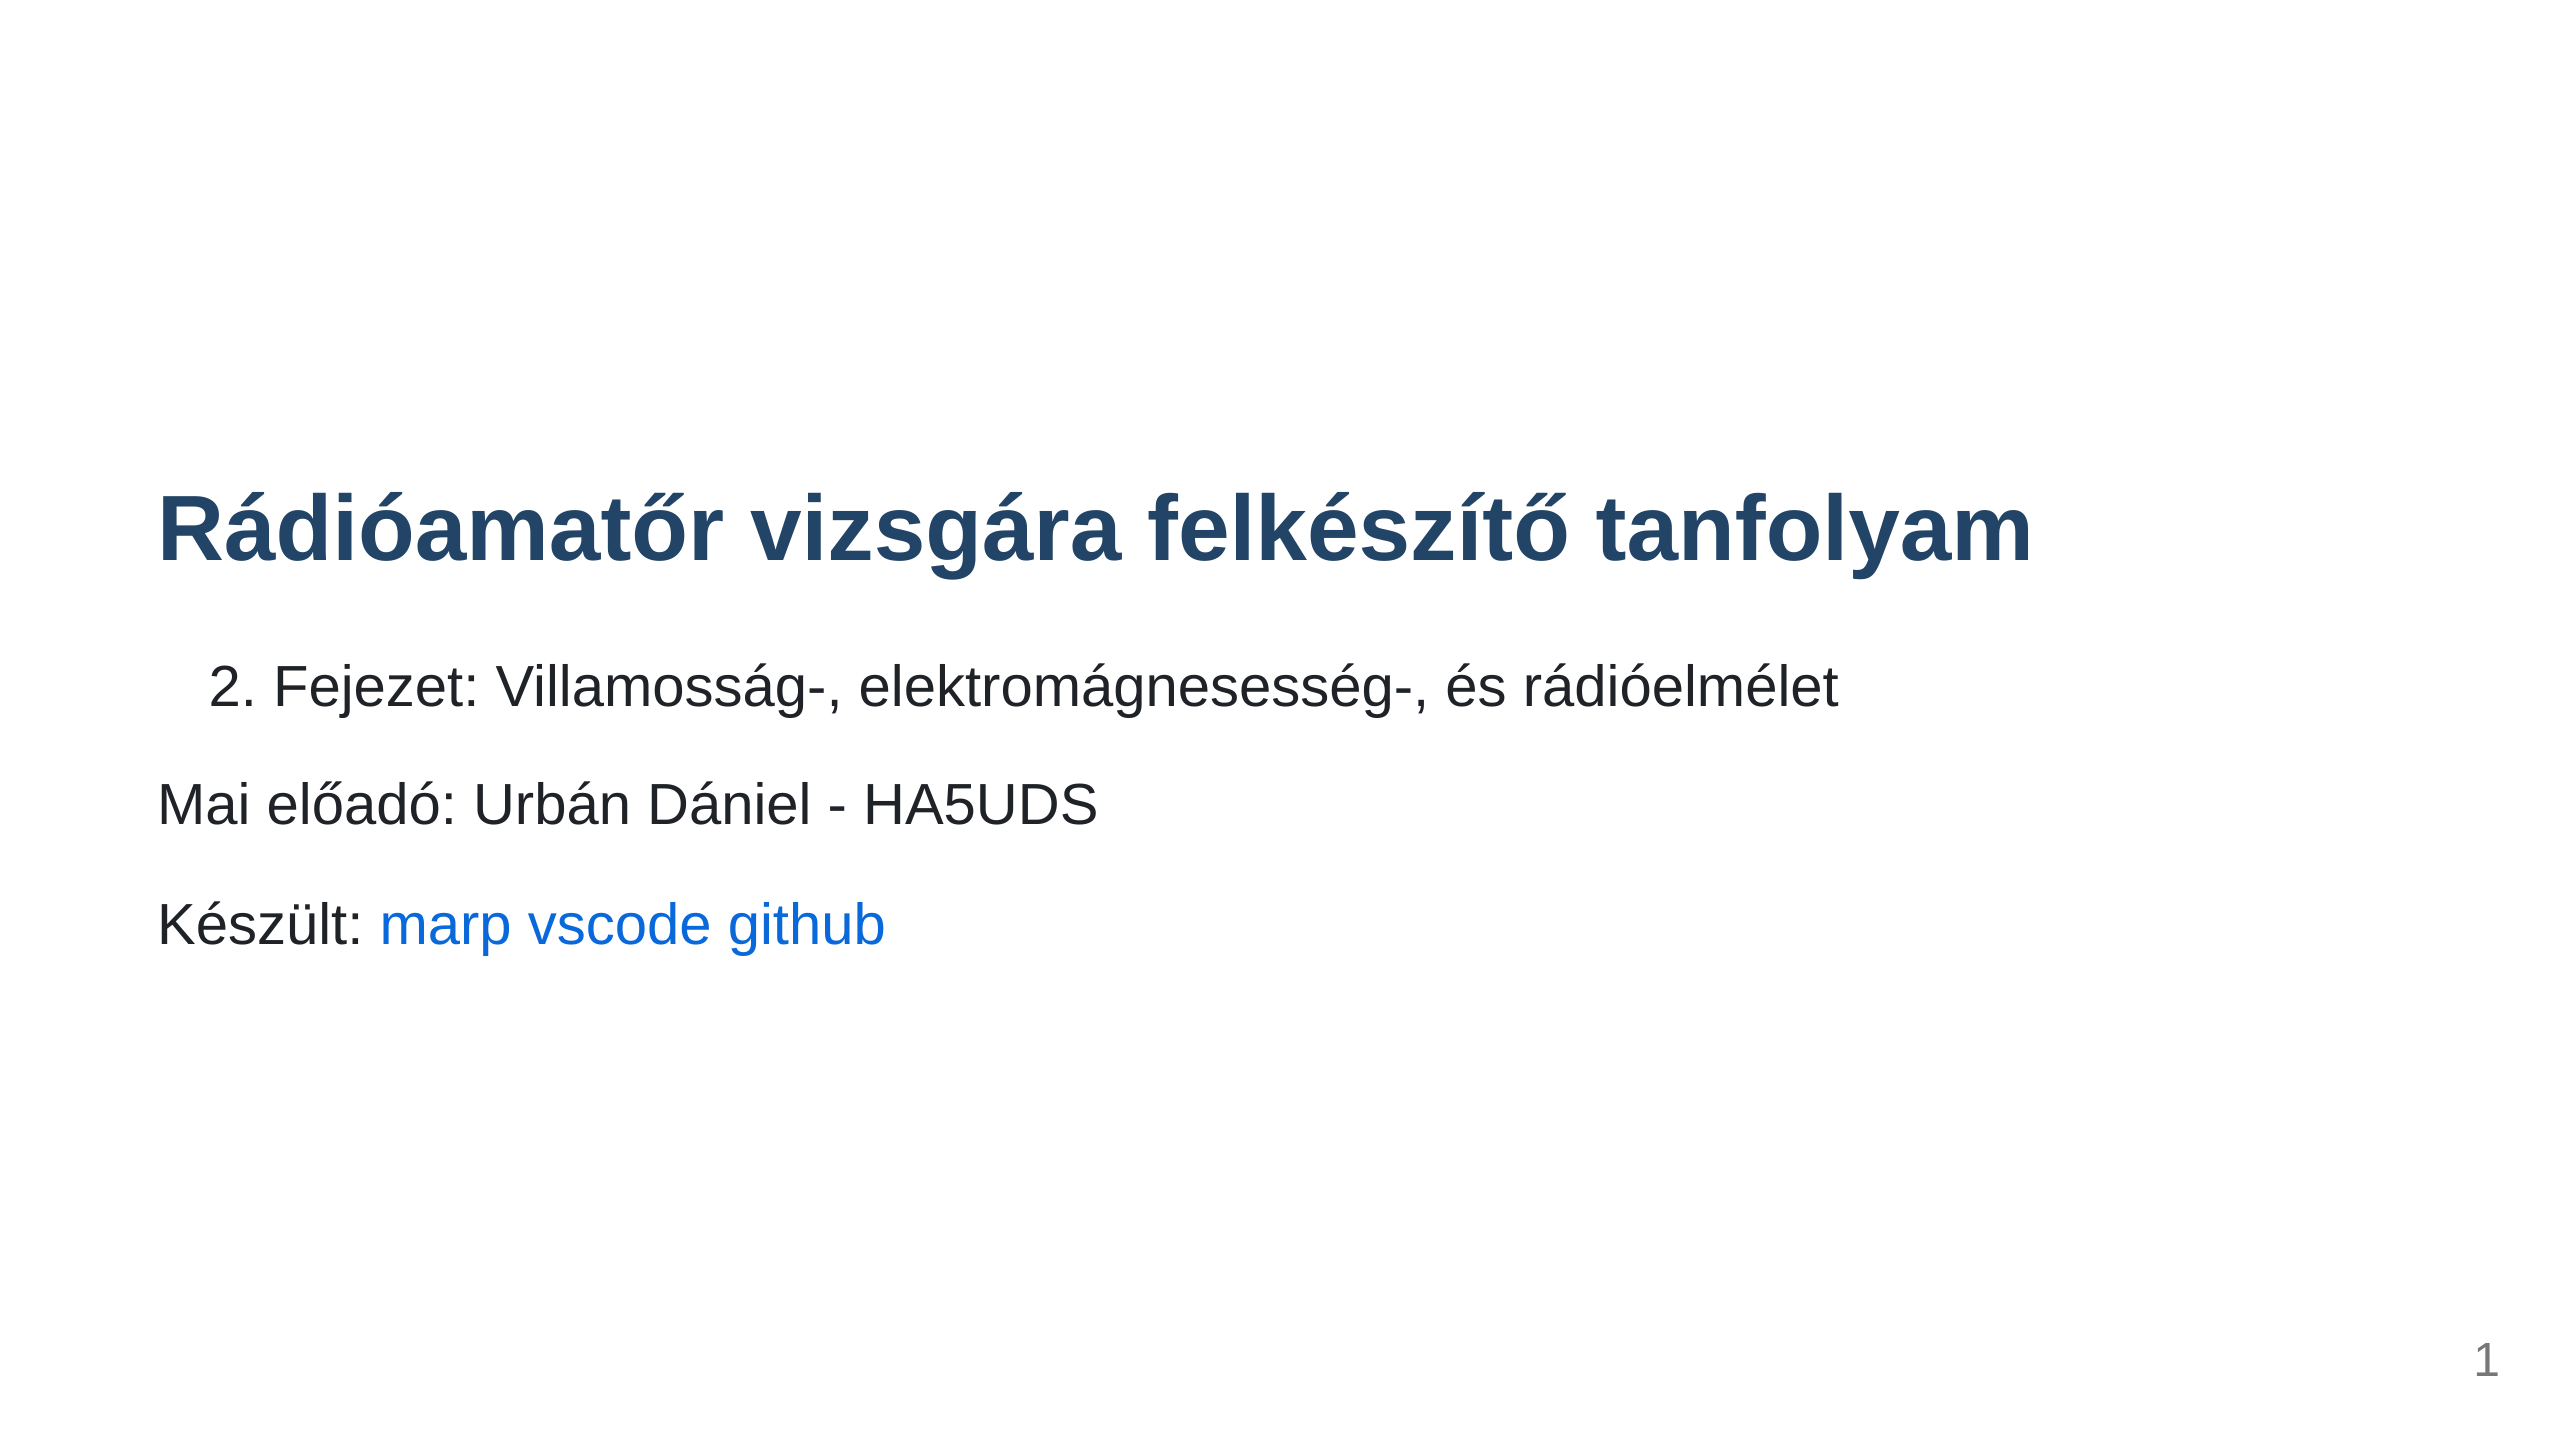 Rádióamatőr vizsgára felkészítő tanfolyam
2. Fejezet: Villamosság-, elektromágnesesség-, és rádióelmélet
Mai előadó: Urbán Dániel - HA5UDS
Készült: marp vscode github
1